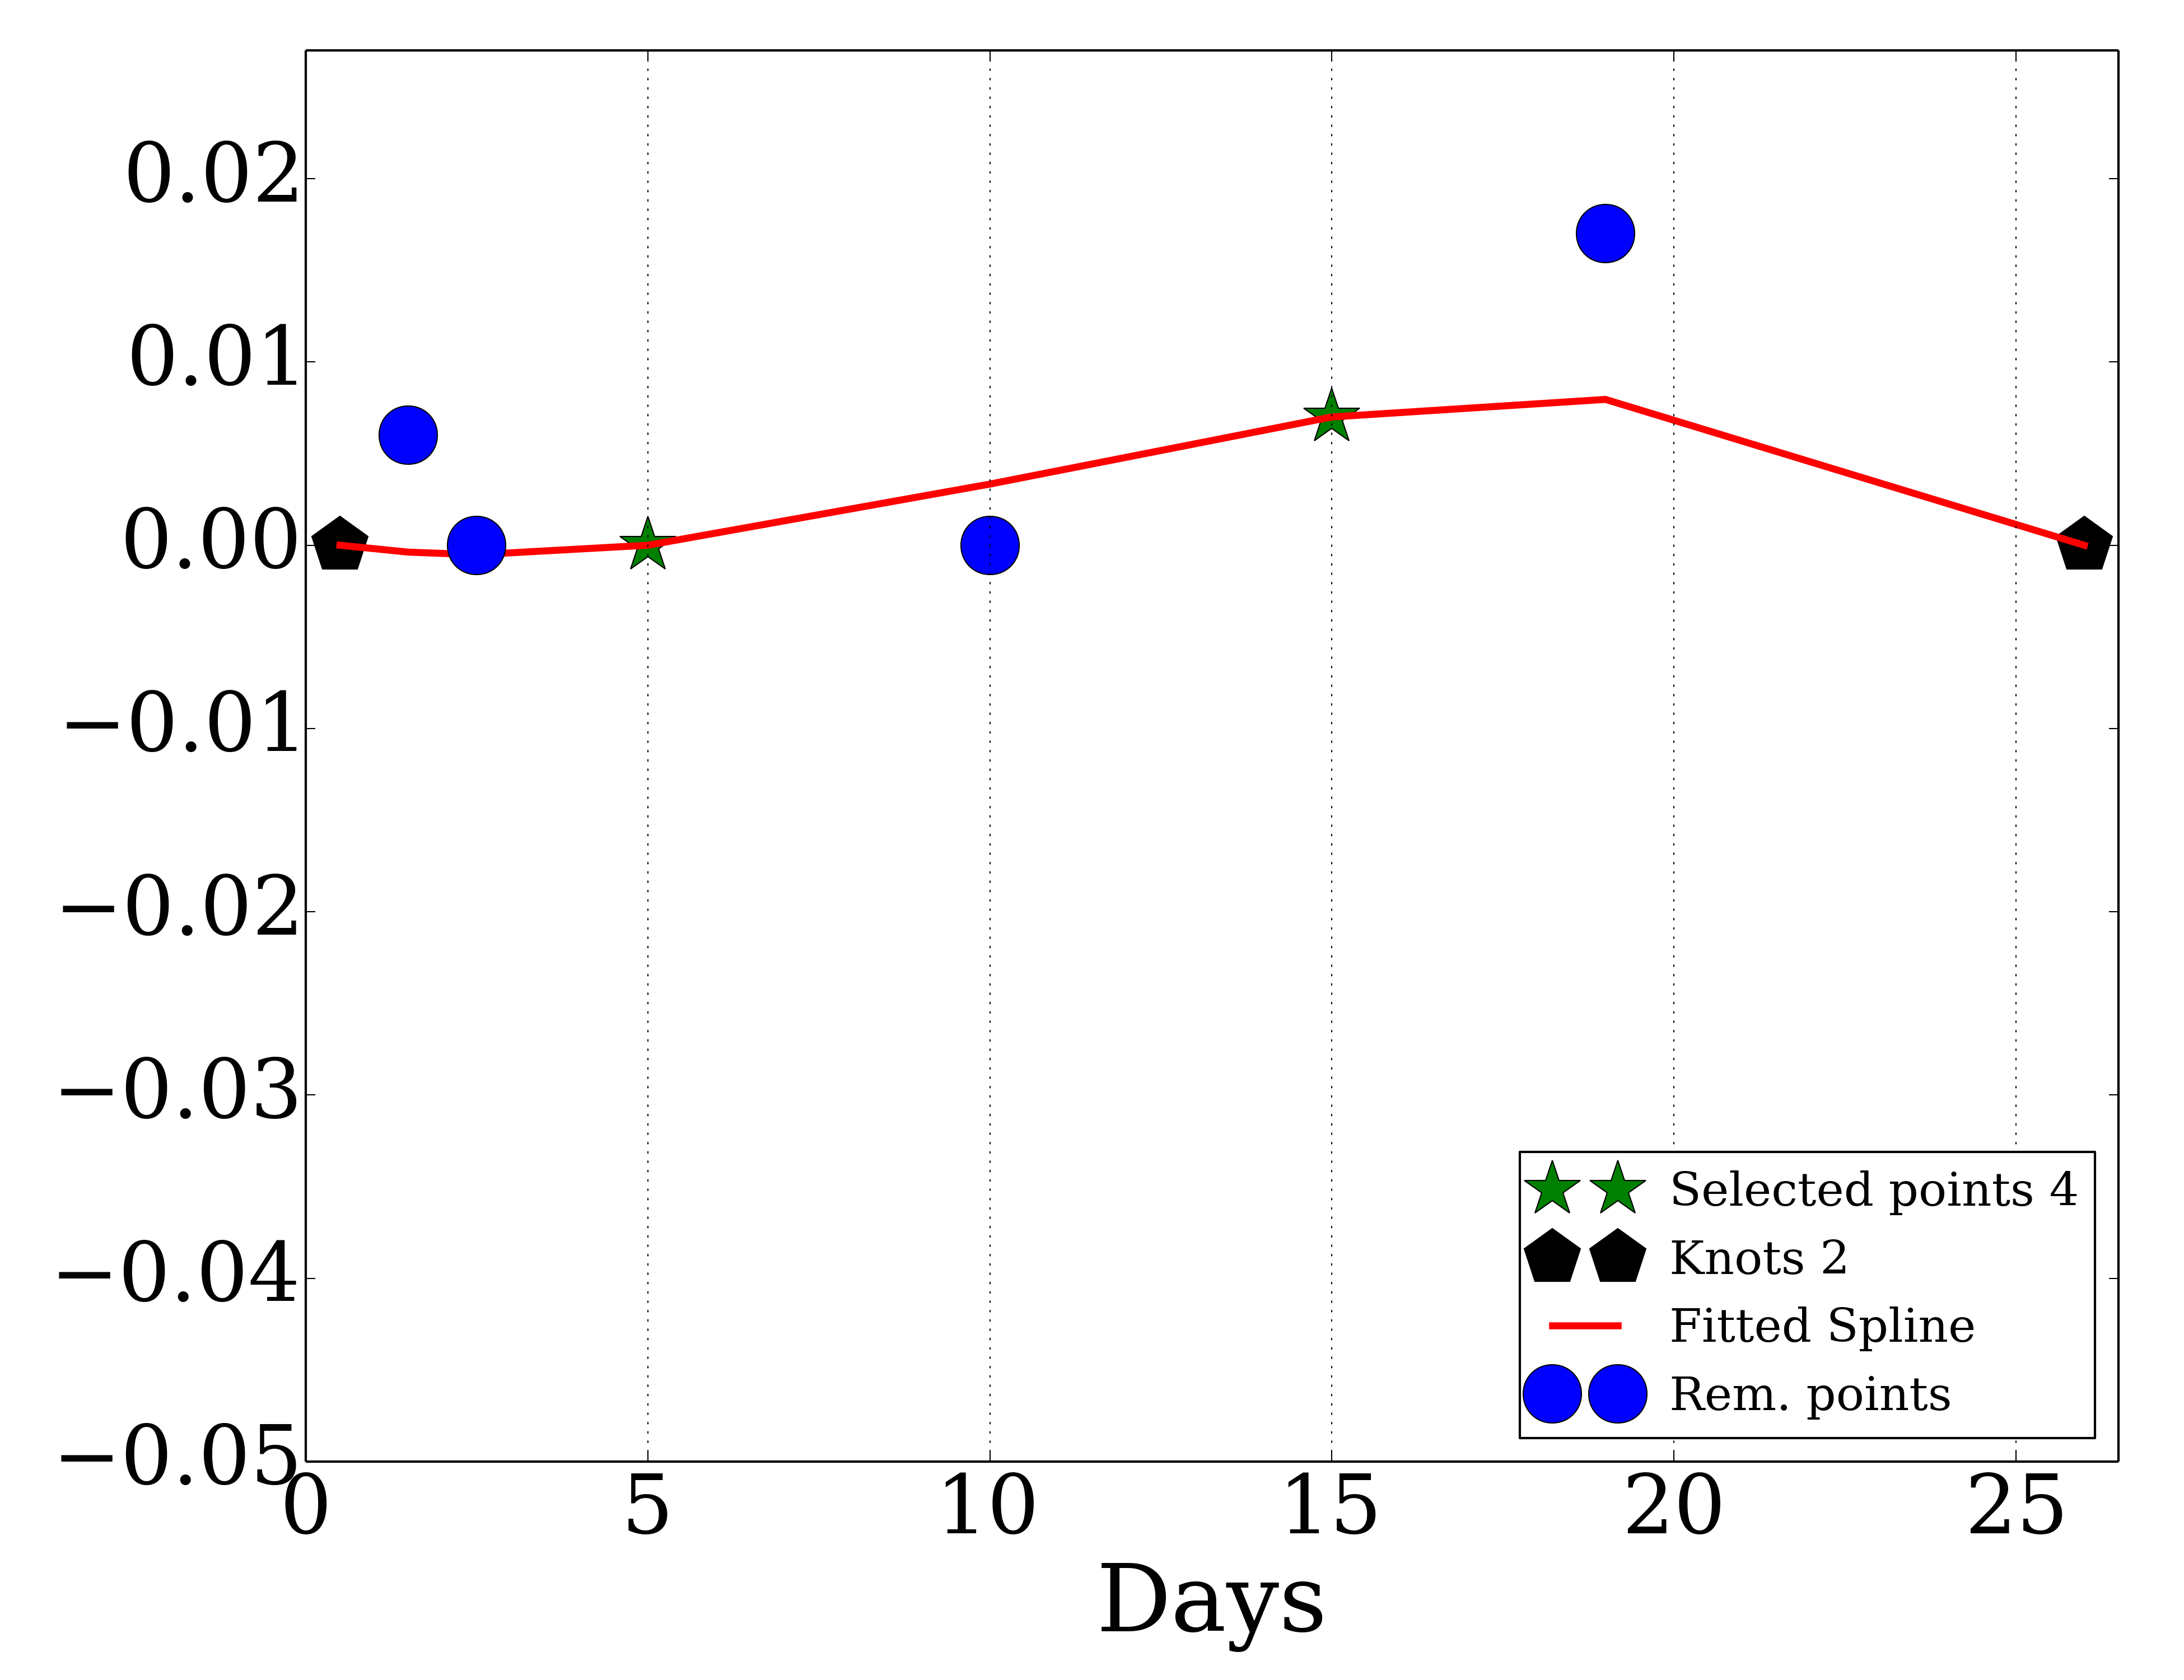 0.02
0.01
0.00
−0.01
−0.02
−0.03
−0.04
−0.05
0 5 10 15 20 25
Days
Selected points 4
Knots 2
Fitted Spline
Rem. points